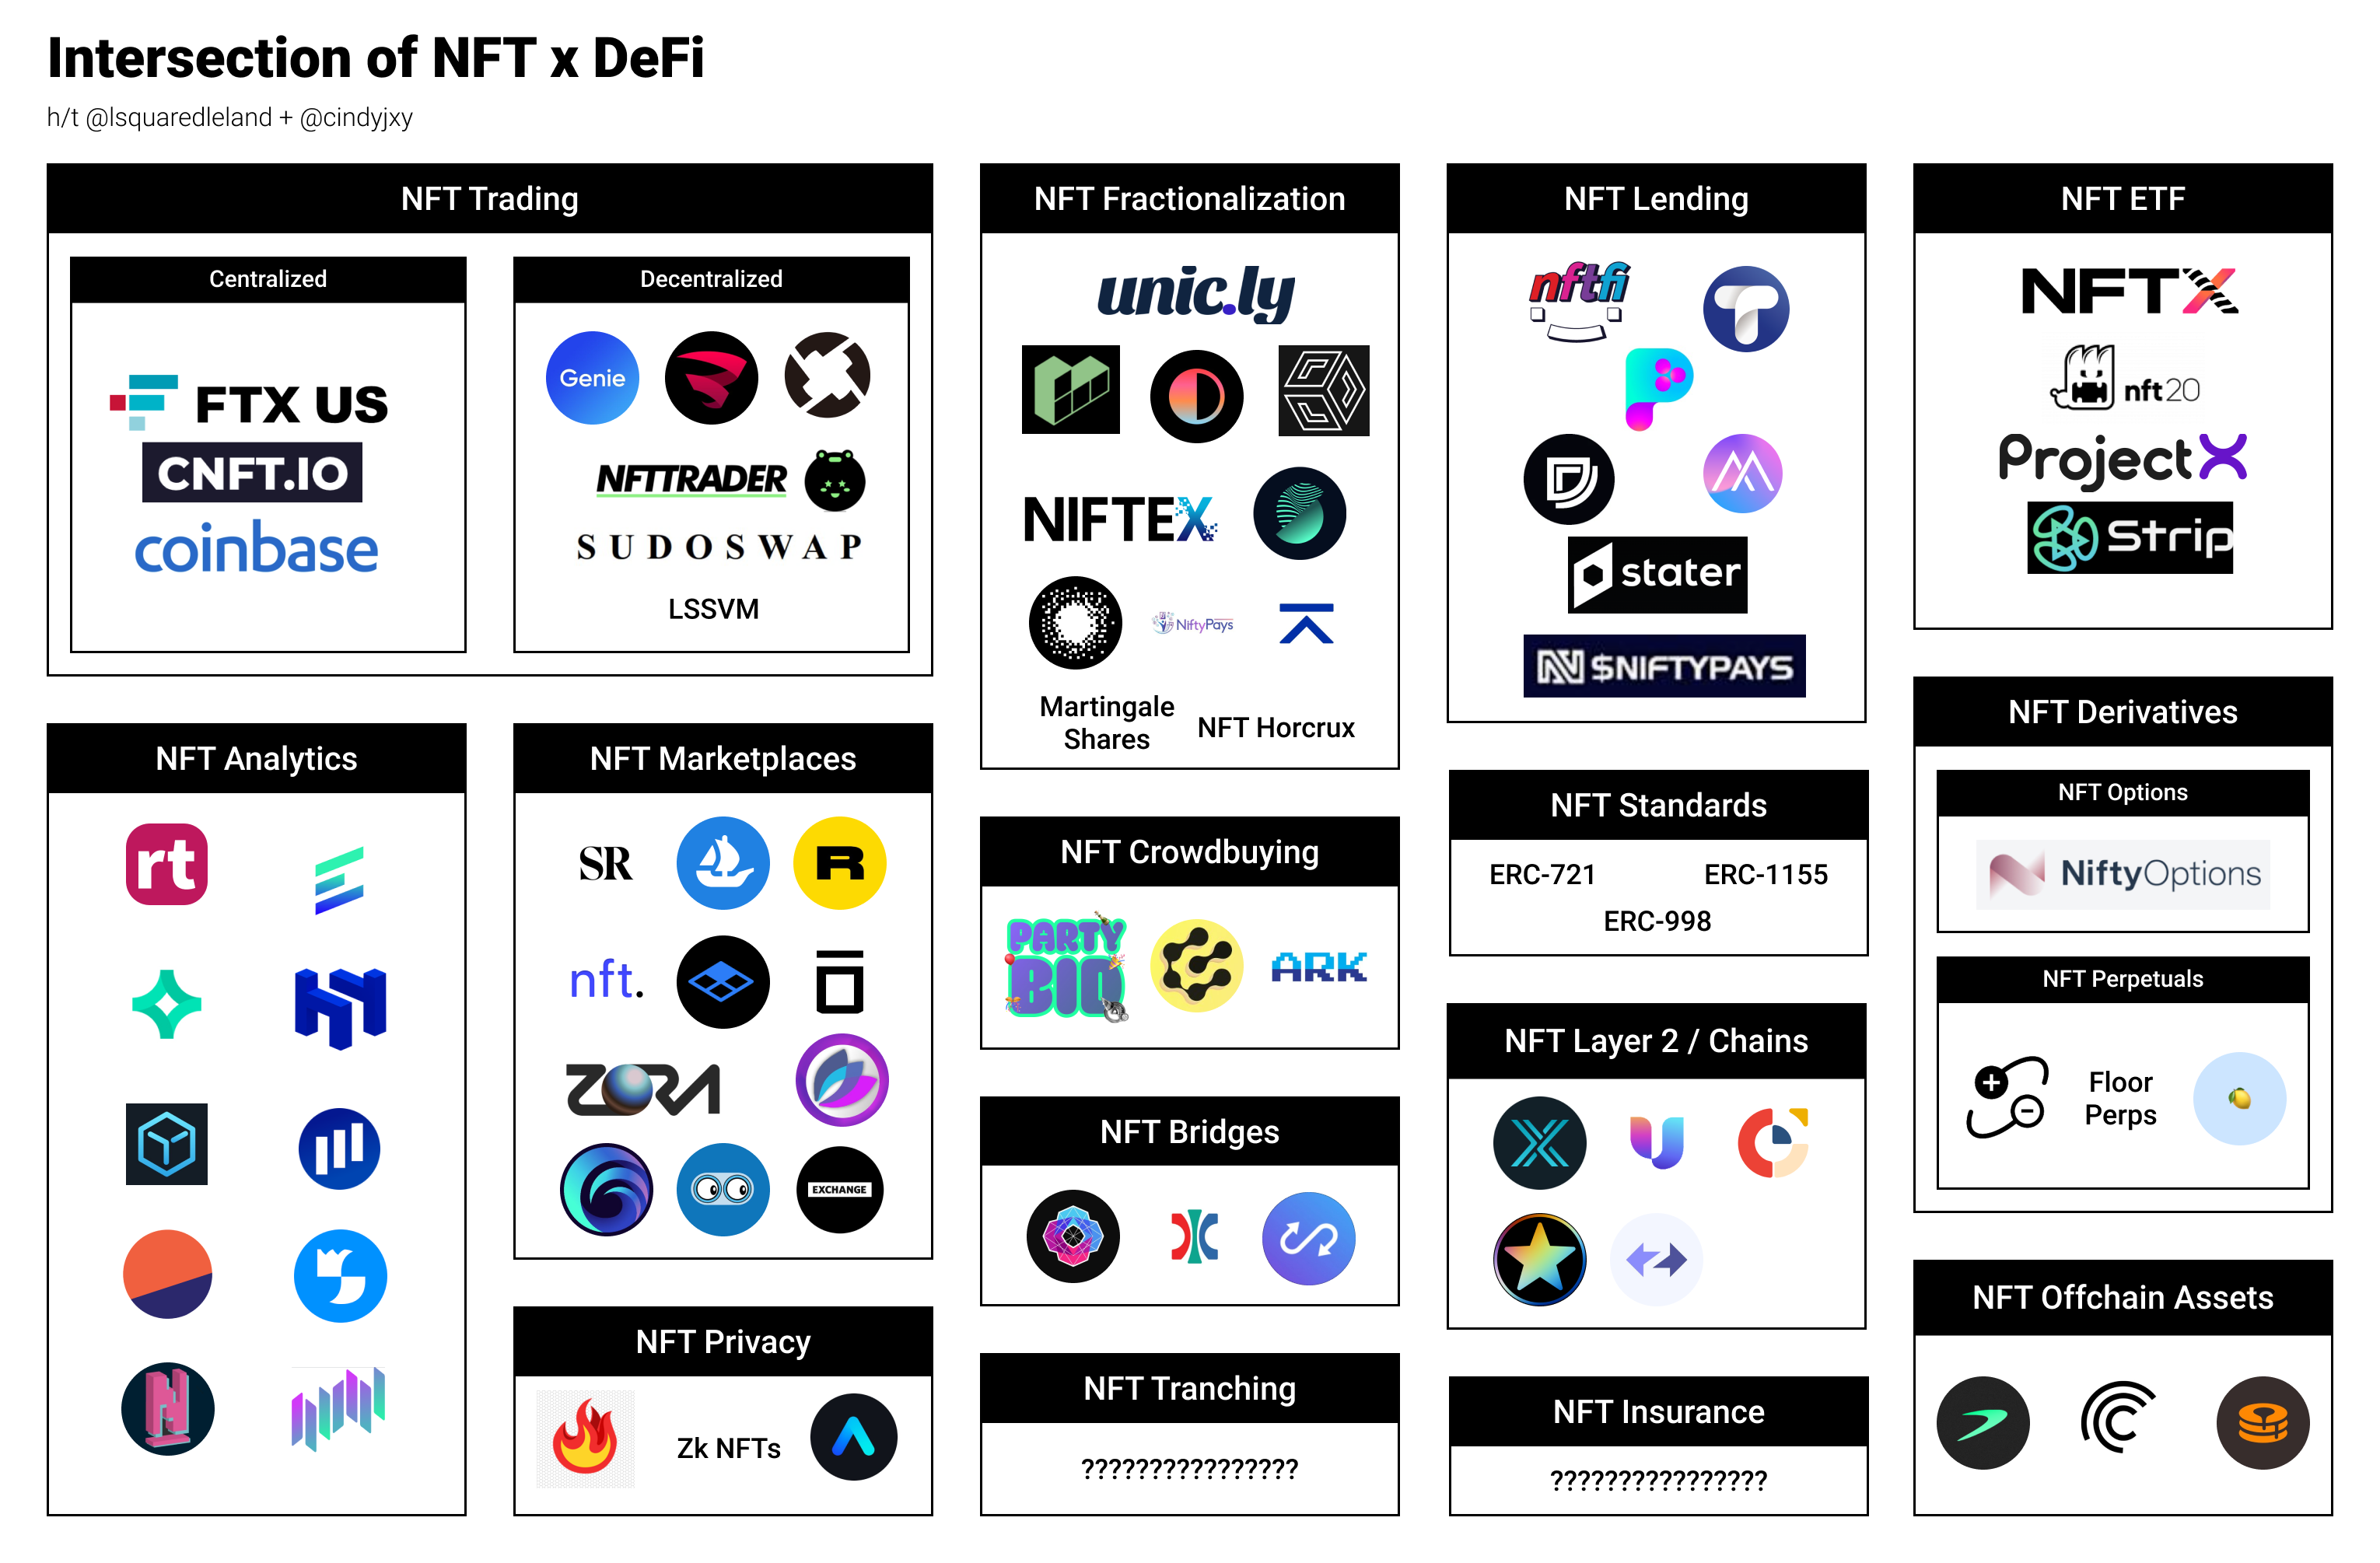 Intersection of NFT x DeFi
h/t @lsquaredleland + @cindyjxy
NFT Trading
Centralized
FTX US
CNFT.IO
coinbase
Decentralized
Genie
NFTTRADER
SUDOSWAP
LSSVM
NFT Fractionalization
unic.ly
NIFTEX
NiftyPays
Martingale
Shares
NFT Horcrux
NFT Lending
nftfi
stater
$NIFTYPAYS
NFT ETF
NFTX
nft20
ProjectX
Strip
NFT Analytics
rt
NFT Marketplaces
SR
R
nft.
ZORA
EXCHANGE
NFT Privacy
Zk NFTs
NFT Crowdbuying
PARTY
BID
ARK
NFT Bridges
NFT Tranching
????????????????
NFT Standards
ERC-721
ERC-1155
ERC-998
NFT Layer 2 / Chains
NFT Insurance
????????????????
NFT Derivatives
NFT Options
NiftyOptions
NFT Perpetuals
Floor
Perps
NFT Offchain Assets